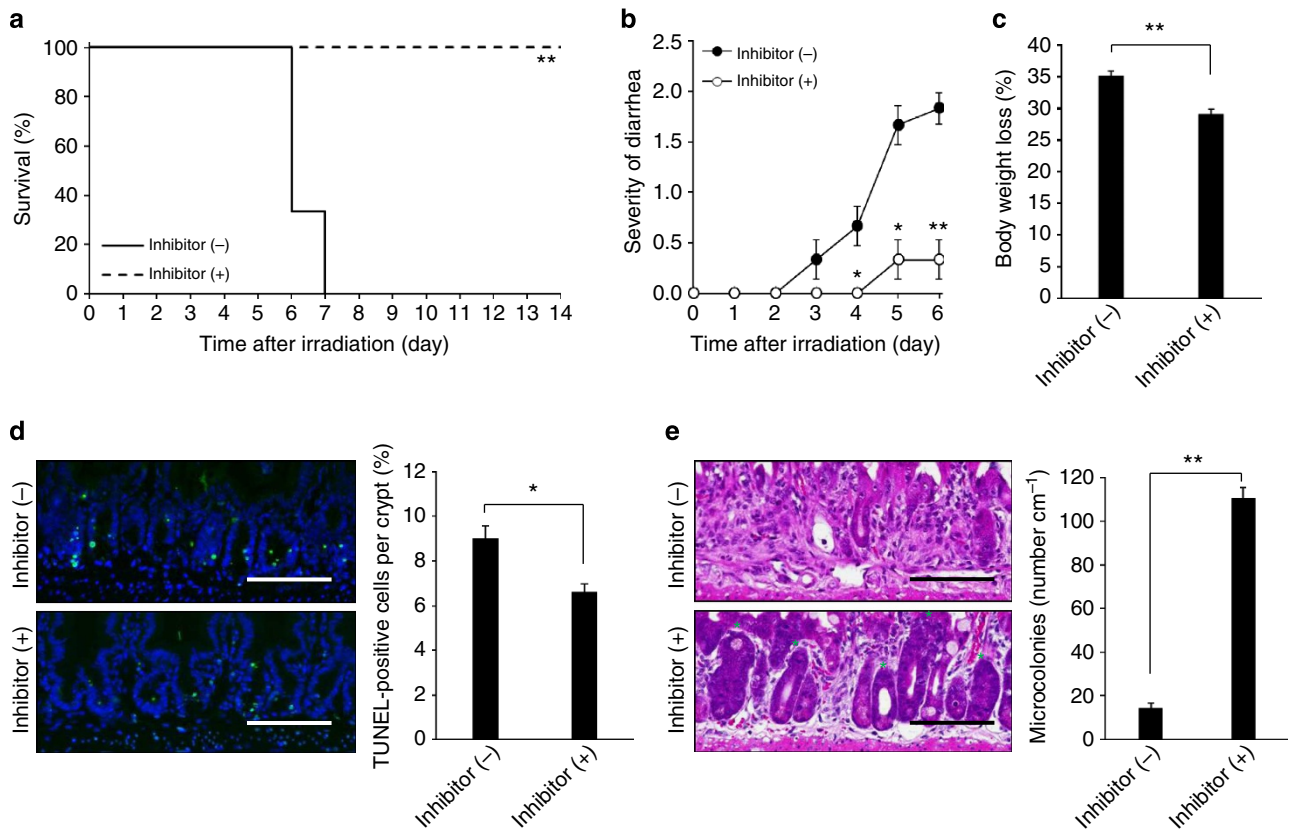 a
100
80
60
40
20
0
Survival (%)
**
Inhibitor (–)
Inhibitor (+)
0 1 2 3 4 5 6 7 8 9 10 11 12 13 14
Time after irradiation (day)
b
2.5
2.0
1.5
1.0
0.5
0.0
Severity of diarrhea
Inhibitor (–)
Inhibitor (+)
* * **
0 1 2 3 4 5 6
Time after irradiation (day)
c
**
40
35
30
25
20
15
10
5
0
Body weight loss (%)
Inhibitor (–)
Inhibitor (+)
d
Inhibitor (–)
Inhibitor (+)
TUNEL-positive cells per crypt (%)
12
10
8
6
4
2
0
*
Inhibitor (–)
Inhibitor (+)
e
Inhibitor (–)
Inhibitor (+)
Microcolonies (number cm⁻¹)
120
100
80
60
40
20
0
**
Inhibitor (–)
Inhibitor (+)